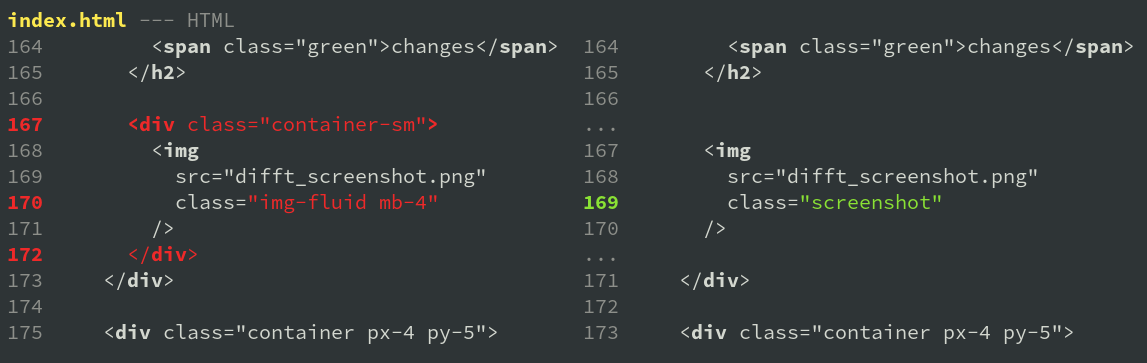 index.html --- HTML
164         <span class="green">changes</span>  164         <span class="green">changes</span>
165       </h2>                                 165       </h2>
166                                             166
167       <div class="container-sm">            ...
168         <img                                167       <img
169           src="difft_screenshot.png"        168         src="difft_screenshot.png"
170           class="img-fluid mb-4"            169         class="screenshot"
171         />                                  170       />
172       </div>                                ...
173     </div>                                  171     </div>
174                                             172
175     <div class="container px-4 py-5">       173     <div class="container px-4 py-5">